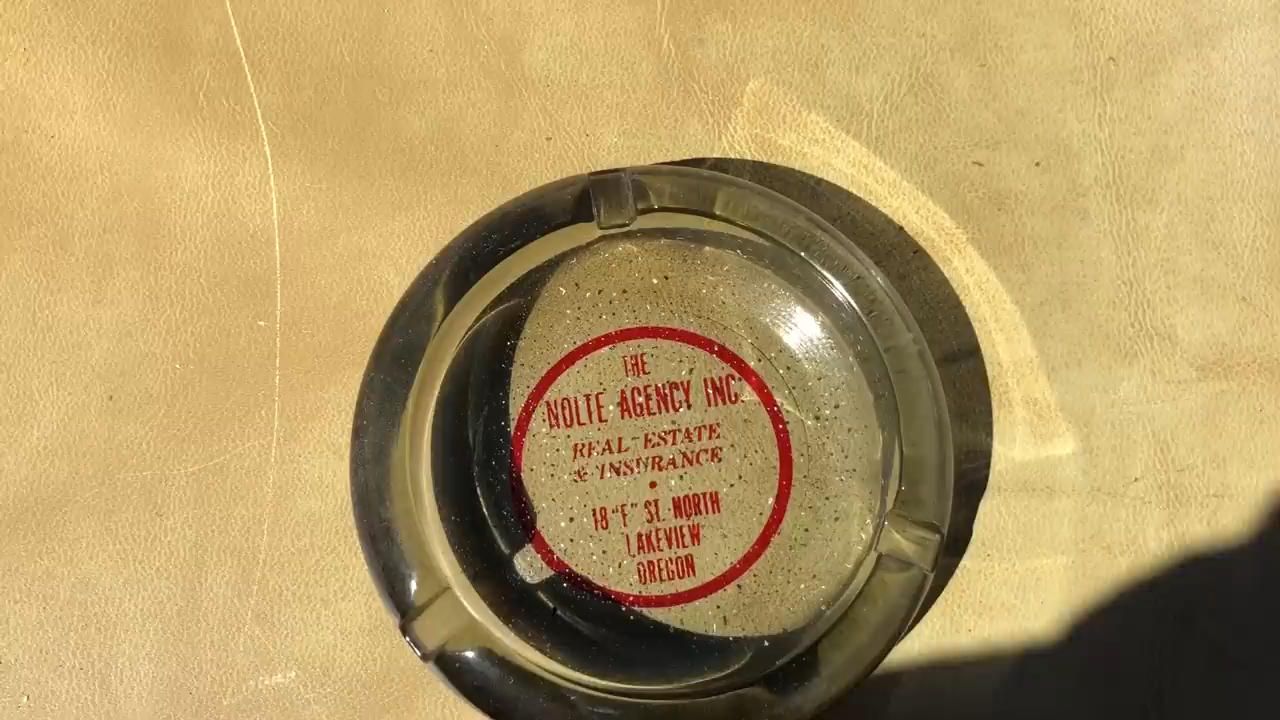 THE
NOLTE AGENCY INC.
REAL ESTATE
& INSURANCE
•
18 "F" ST. NORTH
LAKEVIEW
OREGON